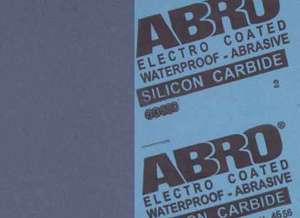 ABRO
ELECTRO COATED
WATERPROOF - ABRASIVE
SILICON CARBIDE
2
ABRO®
ELECTRO COATED
WATERPROOF - ABRASIVE
SILICON CARBIDE